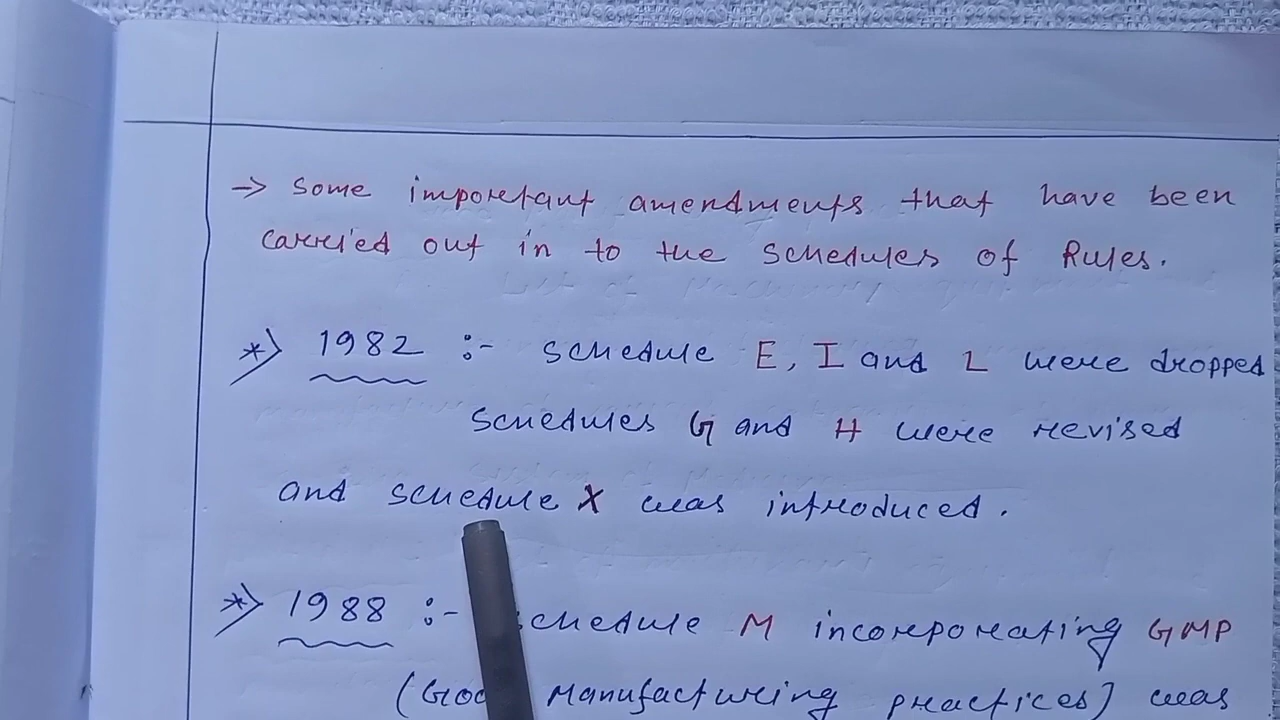 → Some important amendments that have been
carried out in to the schedules of Rules.
*⟩ 1982 :- schedule E, I and L were dropped
schedules G and H were revised
and schedule X was introduced.
*⟩ 1988 :- schedule M incorporating GMP
(Good Manufacturing practices) was